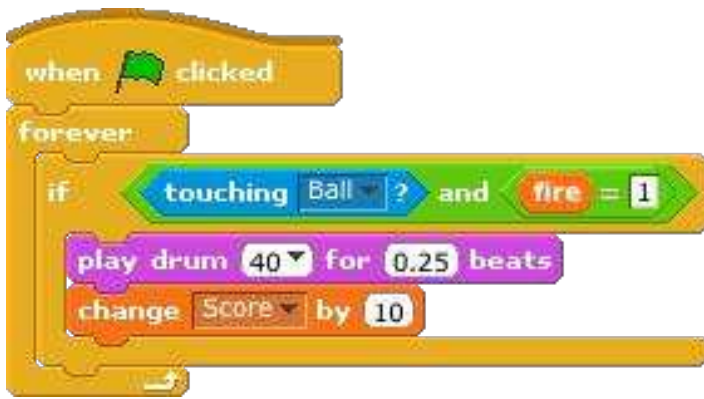 when clicked
forever
if touching Ball ? and fire = 1
play drum 40 for 0.25 beats
change Score by 10